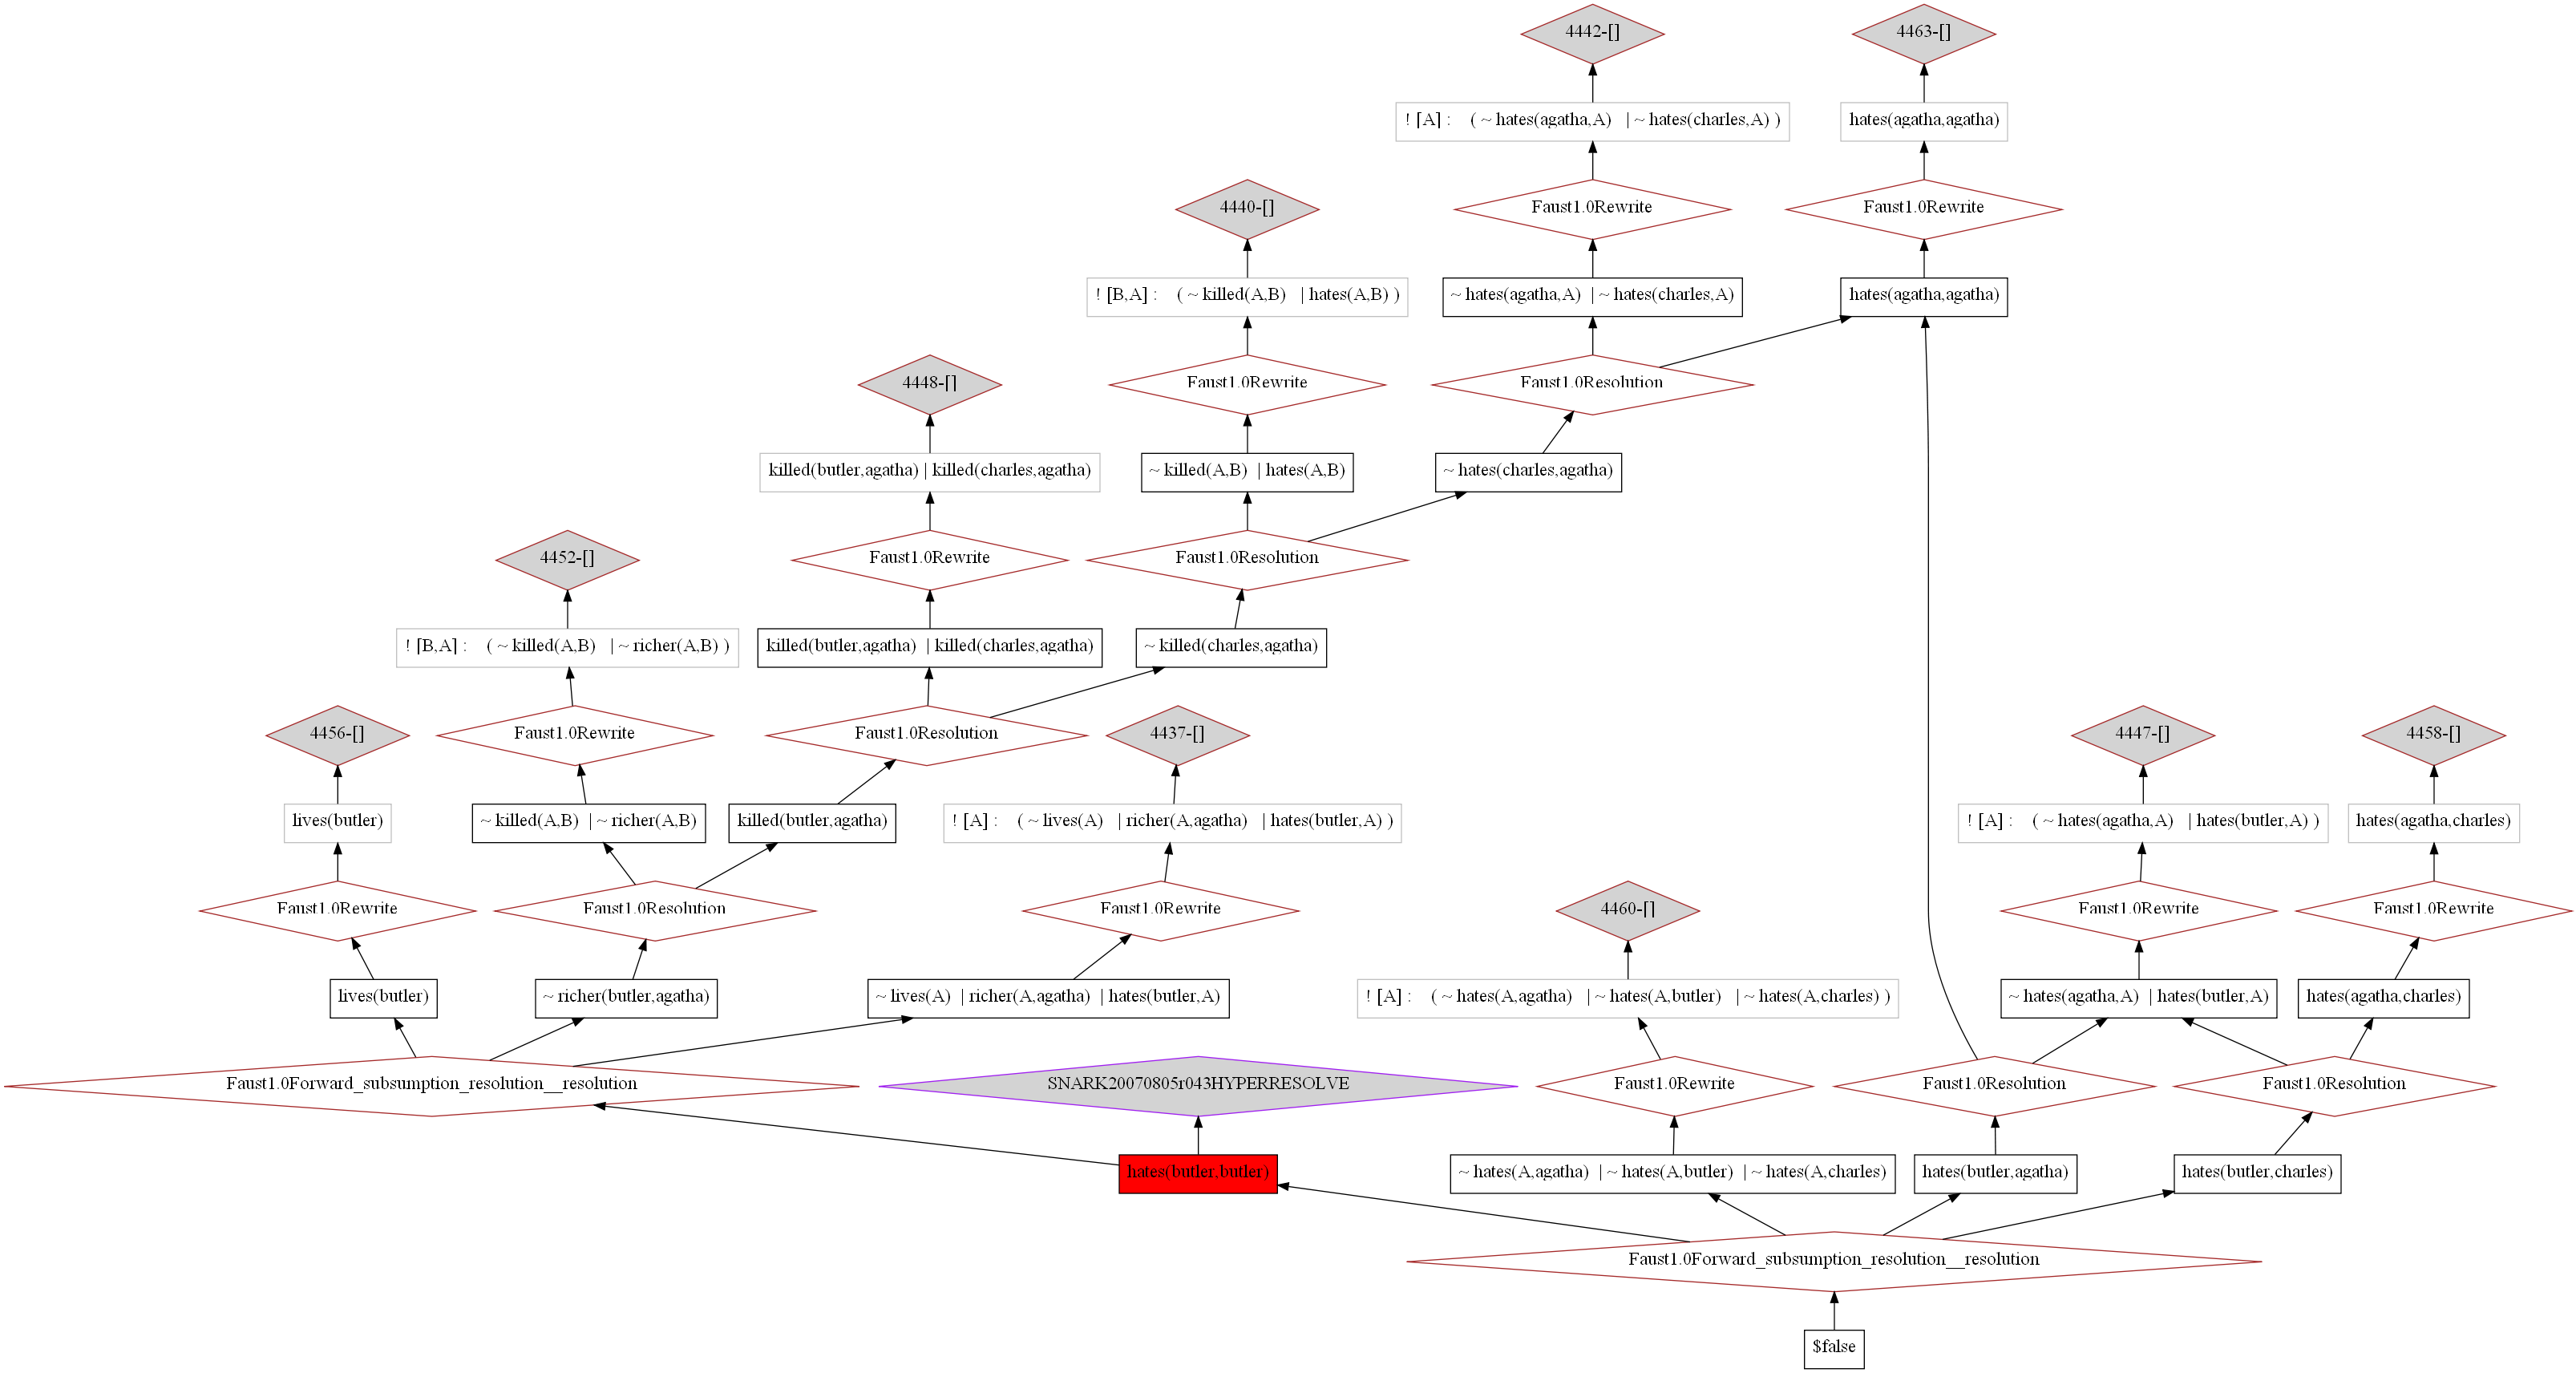 4442-[]
4463-[]
! [A] : ( ~ hates(agatha,A) | ~ hates(charles,A) )
hates(agatha,agatha)
4440-[]
Faust1.0Rewrite
Faust1.0Rewrite
! [B,A] : ( ~ killed(A,B) | hates(A,B) )
~ hates(agatha,A) | ~ hates(charles,A)
hates(agatha,agatha)
4448-[]
Faust1.0Rewrite
Faust1.0Resolution
killed(butler,agatha) | killed(charles,agatha)
~ killed(A,B) | hates(A,B)
~ hates(charles,agatha)
4452-[]
Faust1.0Rewrite
Faust1.0Resolution
! [B,A] : ( ~ killed(A,B) | ~ richer(A,B) )
killed(butler,agatha) | killed(charles,agatha)
~ killed(charles,agatha)
4456-[]
Faust1.0Rewrite
Faust1.0Resolution
4437-[]
4447-[]
4458-[]
lives(butler)
~ killed(A,B) | ~ richer(A,B)
killed(butler,agatha)
! [A] : ( ~ lives(A) | richer(A,agatha) | hates(butler,A) )
! [A] : ( ~ hates(agatha,A) | hates(butler,A) )
hates(agatha,charles)
Faust1.0Rewrite
Faust1.0Resolution
Faust1.0Rewrite
4460-[]
Faust1.0Rewrite
Faust1.0Rewrite
lives(butler)
~ richer(butler,agatha)
~ lives(A) | richer(A,agatha) | hates(butler,A)
! [A] : ( ~ hates(A,agatha) | ~ hates(A,butler) | ~ hates(A,charles) )
~ hates(agatha,A) | hates(butler,A)
hates(agatha,charles)
Faust1.0Forward_subsumption_resolution__resolution
SNARK20070805r043HYPERRESOLVE
Faust1.0Rewrite
Faust1.0Resolution
Faust1.0Resolution
hates(butler,butler)
~ hates(A,agatha) | ~ hates(A,butler) | ~ hates(A,charles)
hates(butler,agatha)
hates(butler,charles)
Faust1.0Forward_subsumption_resolution__resolution
$false